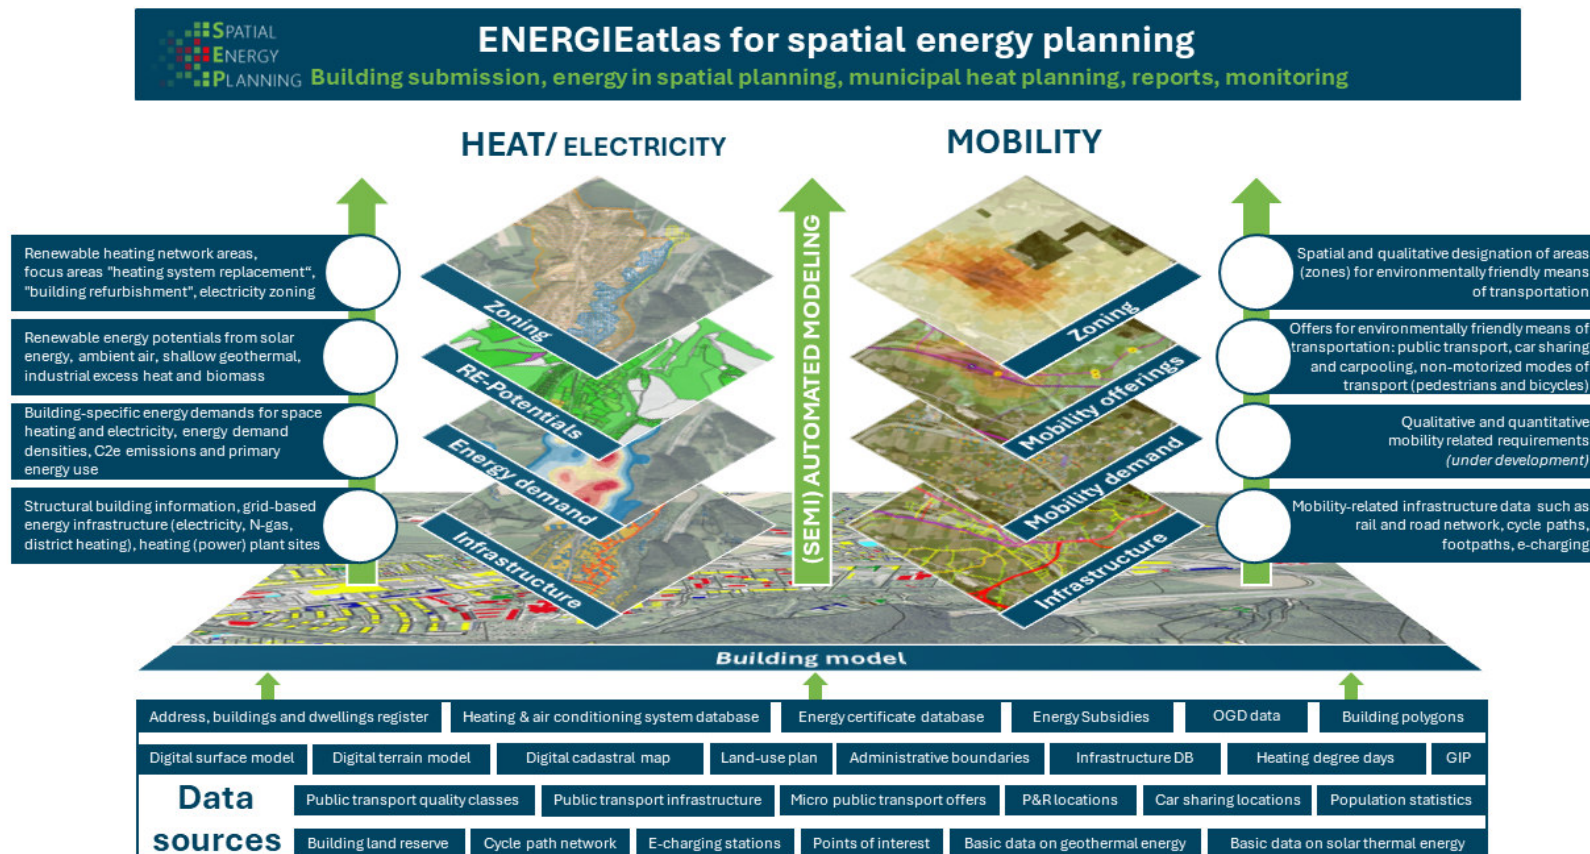 SPATIAL
ENERGY
PLANNING
ENERGIEatlas for spatial energy planning
Building submission, energy in spatial planning, municipal heat planning, reports, monitoring
HEAT/ ELECTRICITY
MOBILITY
Renewable heating network areas,
focus areas "heating system replacement“,
"building refurbishment", electricity zoning
Renewable energy potentials from solar
energy, ambient air, shallow geothermal,
industrial excess heat and biomass
Building-specific energy demands for space
heating and electricity, energy demand
densities, C2e emissions and primary
energy use
Structural building information, grid-based
energy infrastructure (electricity, N-gas,
district heating), heating (power) plant sites
Zoning
RE-Potentials
Energy demand
Infrastructure
(SEMI) AUTOMATED MODELING
Zoning
Mobility offerings
Mobility demand
Infrastructure
Spatial and qualitative designation of areas
(zones) for environmentally friendly means
of transportation
Offers for environmentally friendly means of
transportation: public transport, car sharing
and carpooling, non-motorized modes of
transport (pedestrians and bicycles)
Qualitative and quantitative
mobility related requirements
(under development)
Mobility-related infrastructure data such as
rail and road network, cycle paths,
footpaths, e-charging
Building model
Address, buildings and dwellings register
Heating & air conditioning system database
Energy certificate database
Energy Subsidies
OGD data
Building polygons
Digital surface model
Digital terrain model
Digital cadastral map
Land-use plan
Administrative boundaries
Infrastructure DB
Heating degree days
GIP
Data
sources
Public transport quality classes
Public transport infrastructure
Micro public transport offers
P&R locations
Car sharing locations
Population statistics
Building land reserve
Cycle path network
E-charging stations
Points of interest
Basic data on geothermal energy
Basic data on solar thermal energy